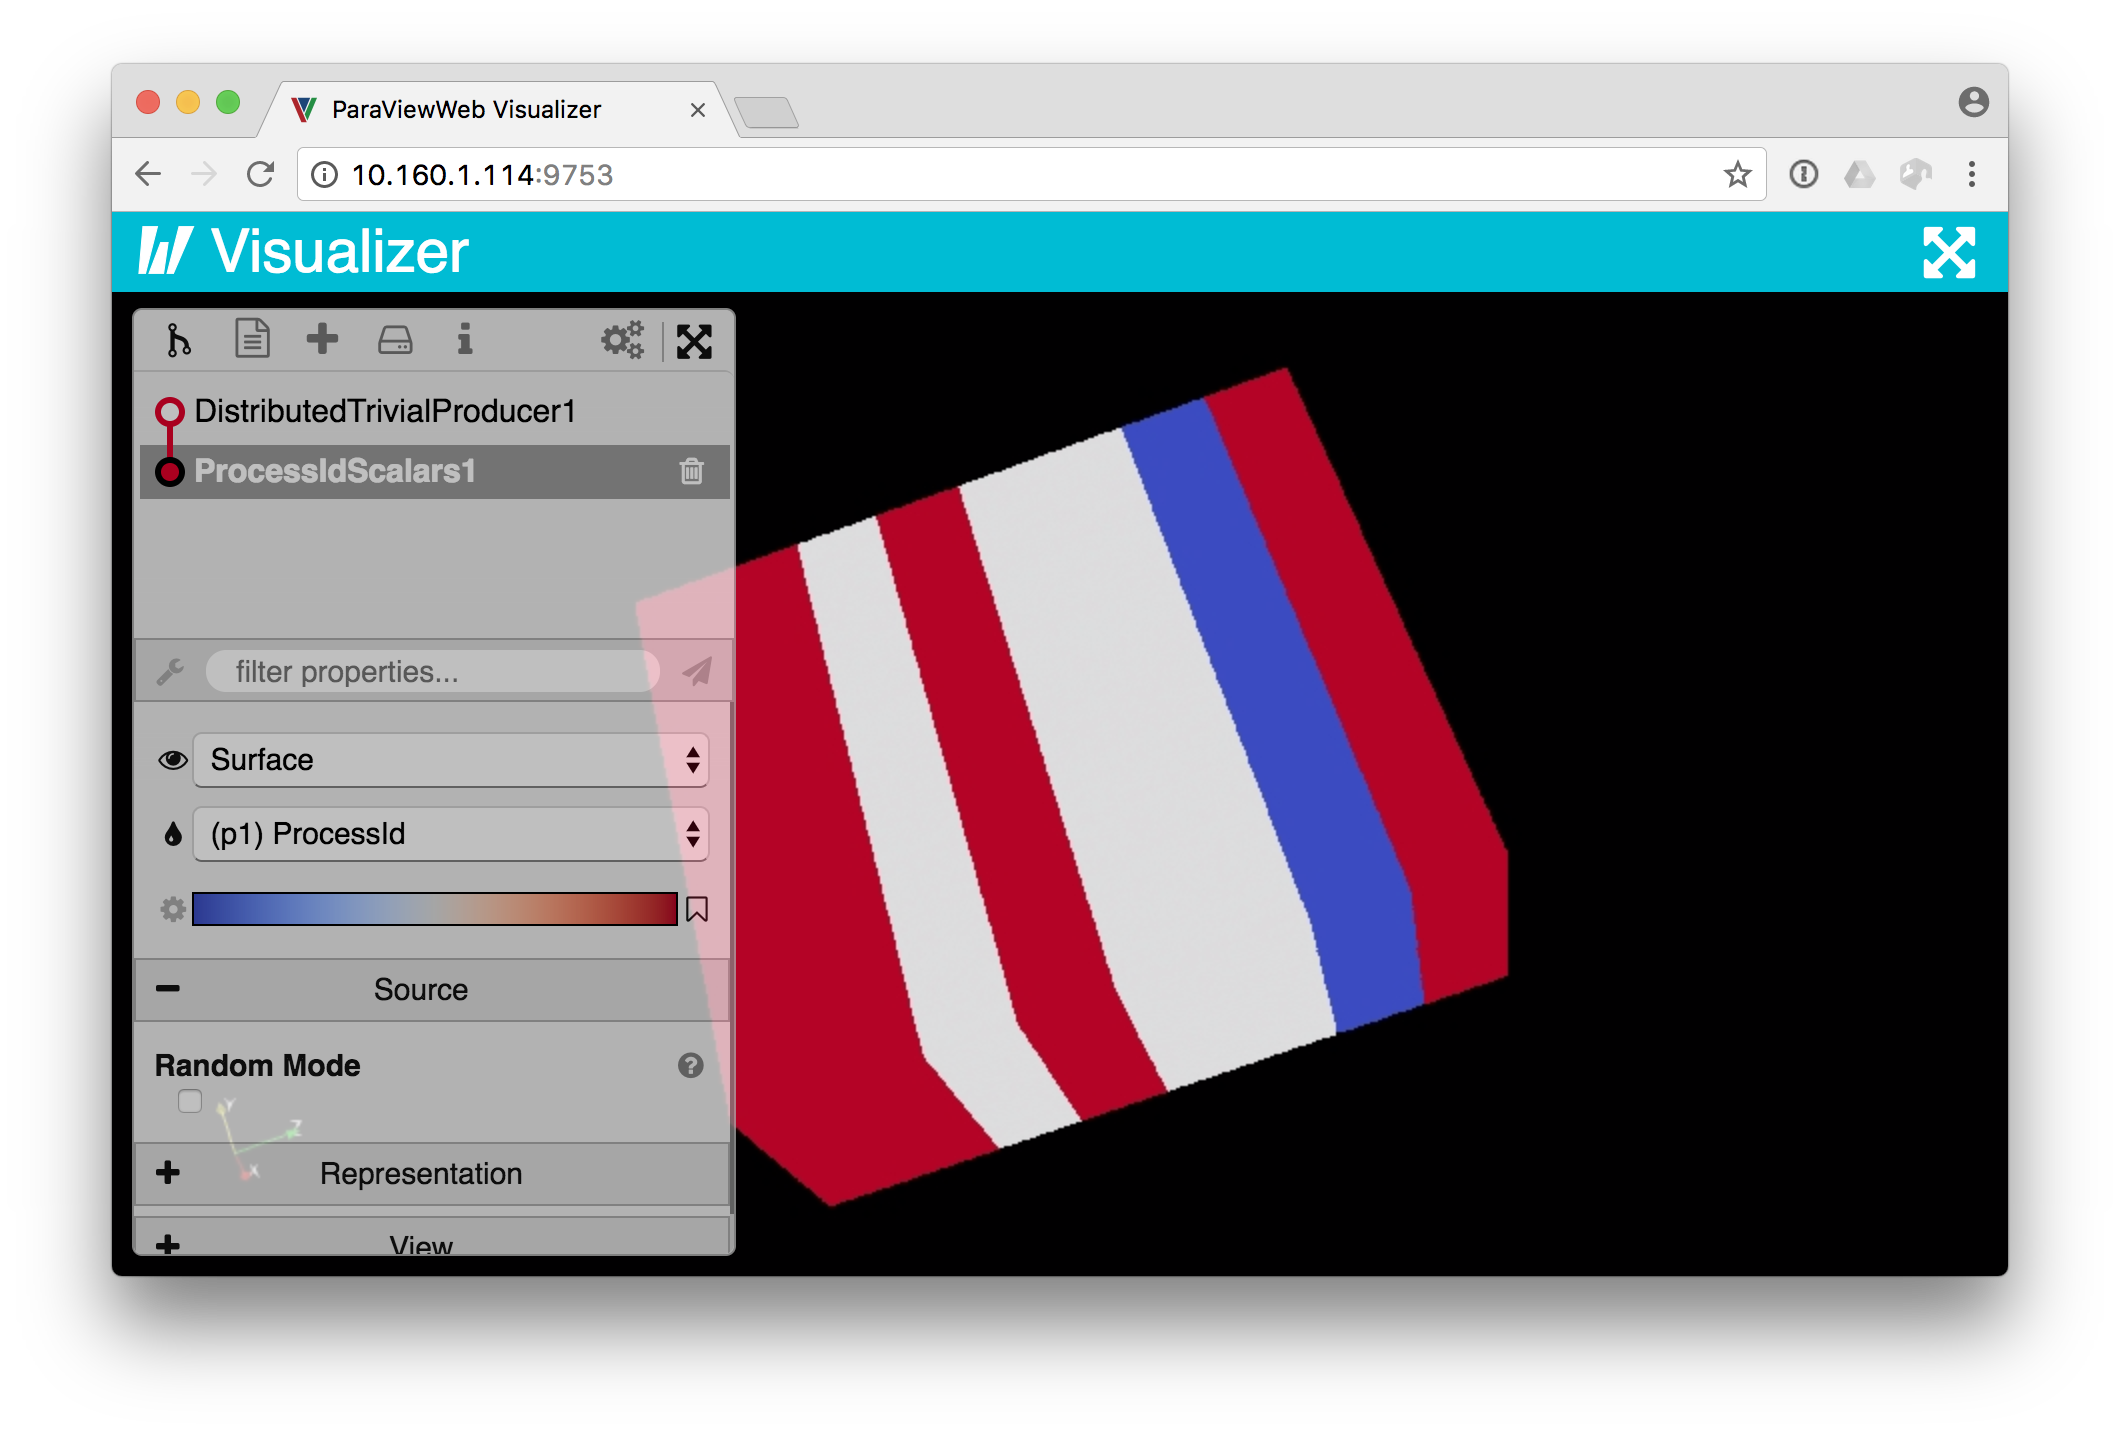 ParaViewWeb Visualizer
10.160.1.114:9753
Visualizer
DistributedTrivialProducer1
ProcessIdScalars1
filter properties...
Surface
(p1) ProcessId
Source
Random Mode
Y
Z
X
Representation
View